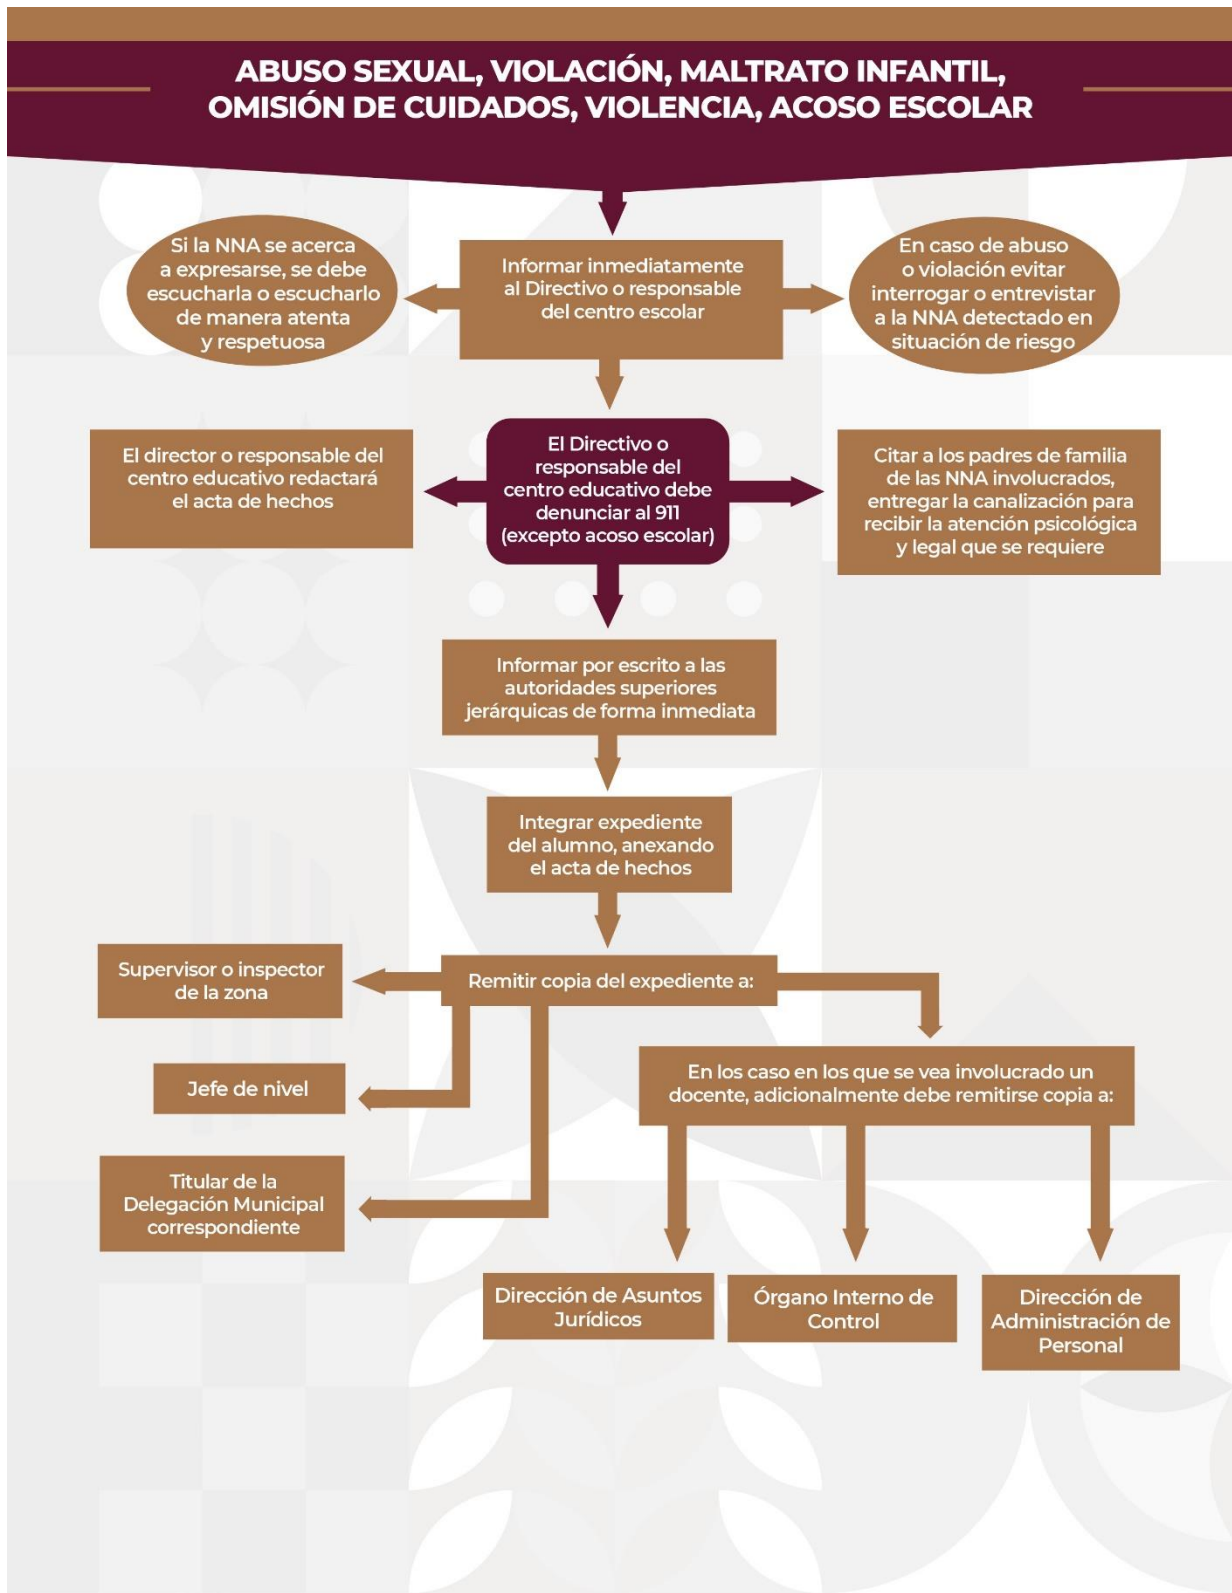 ABUSO SEXUAL, VIOLACIÓN, MALTRATO INFANTIL,
OMISIÓN DE CUIDADOS, VIOLENCIA, ACOSO ESCOLAR
Si la NNA se acerca
a expresarse, se debe
escucharla o escucharlo
de manera atenta
y respetuosa
Informar inmediatamente
al Directivo o responsable
del centro escolar
En caso de abuso
o violación evitar
interrogar o entrevistar
a la NNA detectado en
situación de riesgo
El director o responsable del
centro educativo redactará
el acta de hechos
El Directivo o
responsable del
centro educativo debe
denunciar al 911
(excepto acoso escolar)
Citar a los padres de familia
de las NNA involucrados,
entregar la canalización para
recibir la atención psicológica
y legal que se requiere
Informar por escrito a las
autoridades superiores
jerárquicas de forma inmediata
Integrar expediente
del alumno, anexando
el acta de hechos
Supervisor o inspector
de la zona
Remitir copia del expediente a:
Jefe de nivel
En los caso en los que se vea involucrado un
docente, adicionalmente debe remitirse copia a:
Titular de la
Delegación Municipal
correspondiente
Dirección de Asuntos
Jurídicos
Órgano Interno de
Control
Dirección de
Administración de
Personal